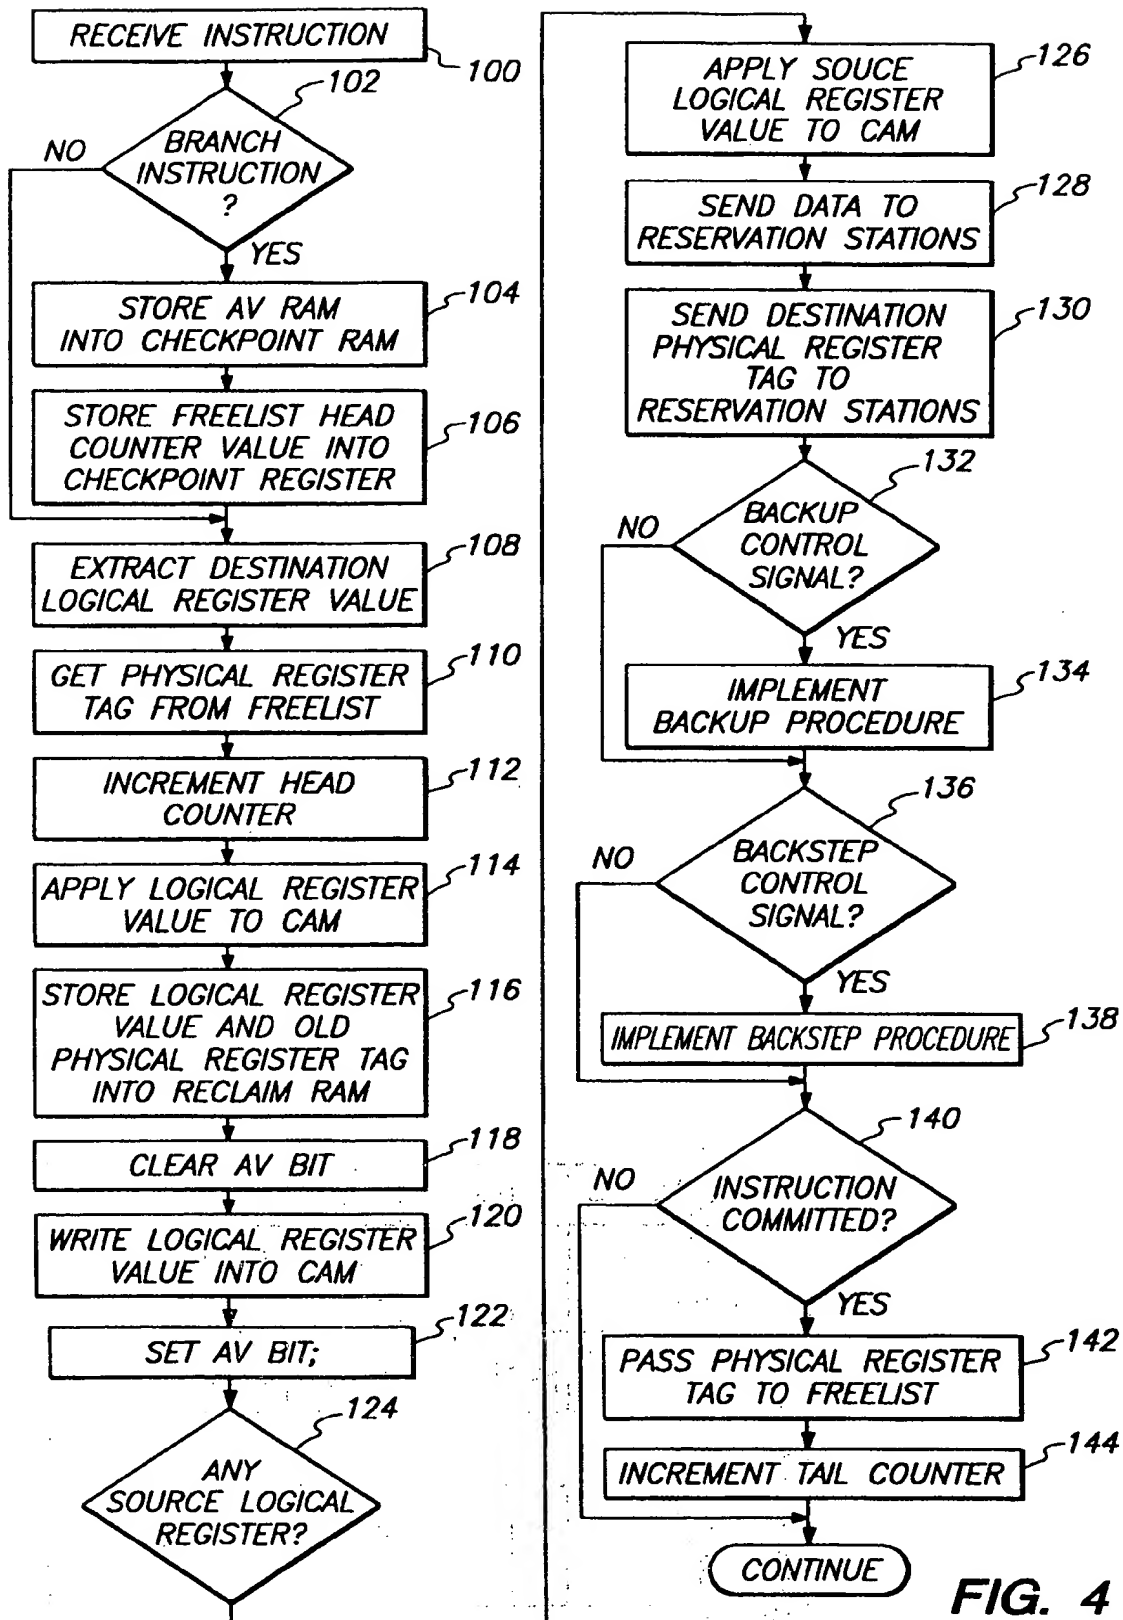 RECEIVE INSTRUCTION
100
102
BRANCH
INSTRUCTION
?
NO
YES
STORE AV RAM
INTO CHECKPOINT RAM
104
STORE FREELIST HEAD
COUNTER VALUE INTO
CHECKPOINT REGISTER
106
EXTRACT DESTINATION
LOGICAL REGISTER VALUE
108
GET PHYSICAL REGISTER
TAG FROM FREELIST
110
INCREMENT HEAD
COUNTER
112
APPLY LOGICAL REGISTER
VALUE TO CAM
114
STORE LOGICAL REGISTER
VALUE AND OLD
PHYSICAL REGISTER TAG
INTO RECLAIM RAM
116
CLEAR AV BIT
118
WRITE LOGICAL REGISTER
VALUE INTO CAM
120
SET AV BIT;
122
124
ANY
SOURCE LOGICAL
REGISTER?
APPLY SOUCE
LOGICAL REGISTER
VALUE TO CAM
126
SEND DATA TO
RESERVATION STATIONS
128
SEND DESTINATION
PHYSICAL REGISTER
TAG TO
RESERVATION STATIONS
130
132
BACKUP
CONTROL
SIGNAL?
NO
YES
IMPLEMENT
BACKUP PROCEDURE
134
136
BACKSTEP
CONTROL
SIGNAL?
NO
YES
IMPLEMENT BACKSTEP PROCEDURE
138
140
INSTRUCTION
COMMITTED?
NO
YES
PASS PHYSICAL REGISTER
TAG TO FREELIST
142
INCREMENT TAIL COUNTER
144
CONTINUE
FIG. 4